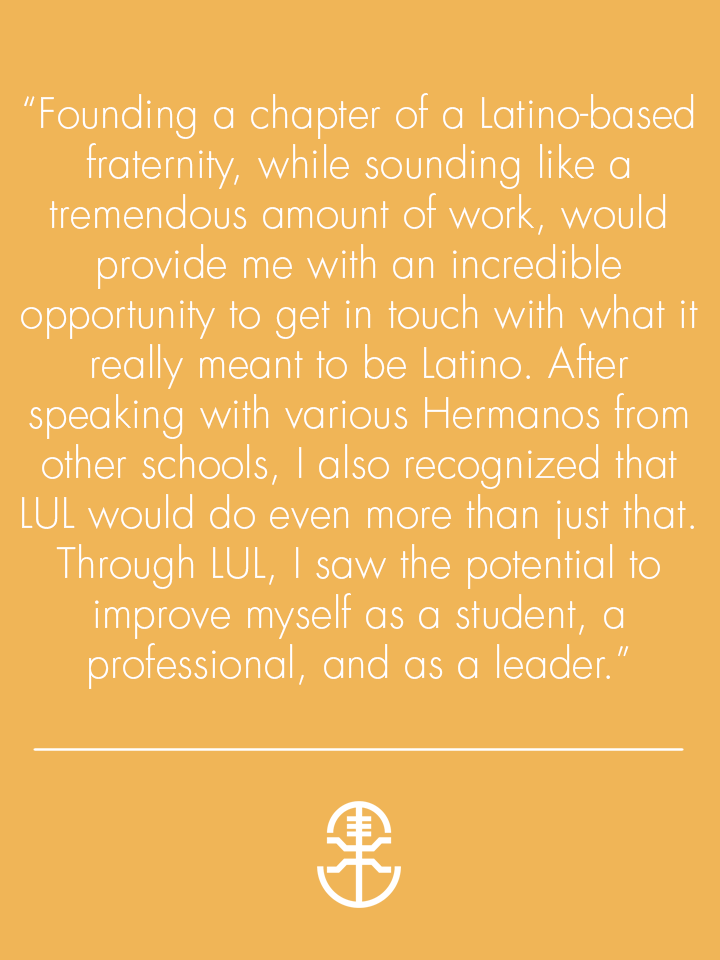 “Founding a chapter of a Latino-based
fraternity, while sounding like a
tremendous amount of work, would
provide me with an incredible
opportunity to get in touch with what it
really meant to be Latino. After
speaking with various Hermanos from
other schools, I also recognized that
LUL would do even more than just that.
Through LUL, I saw the potential to
improve myself as a student, a
professional, and as a leader.”